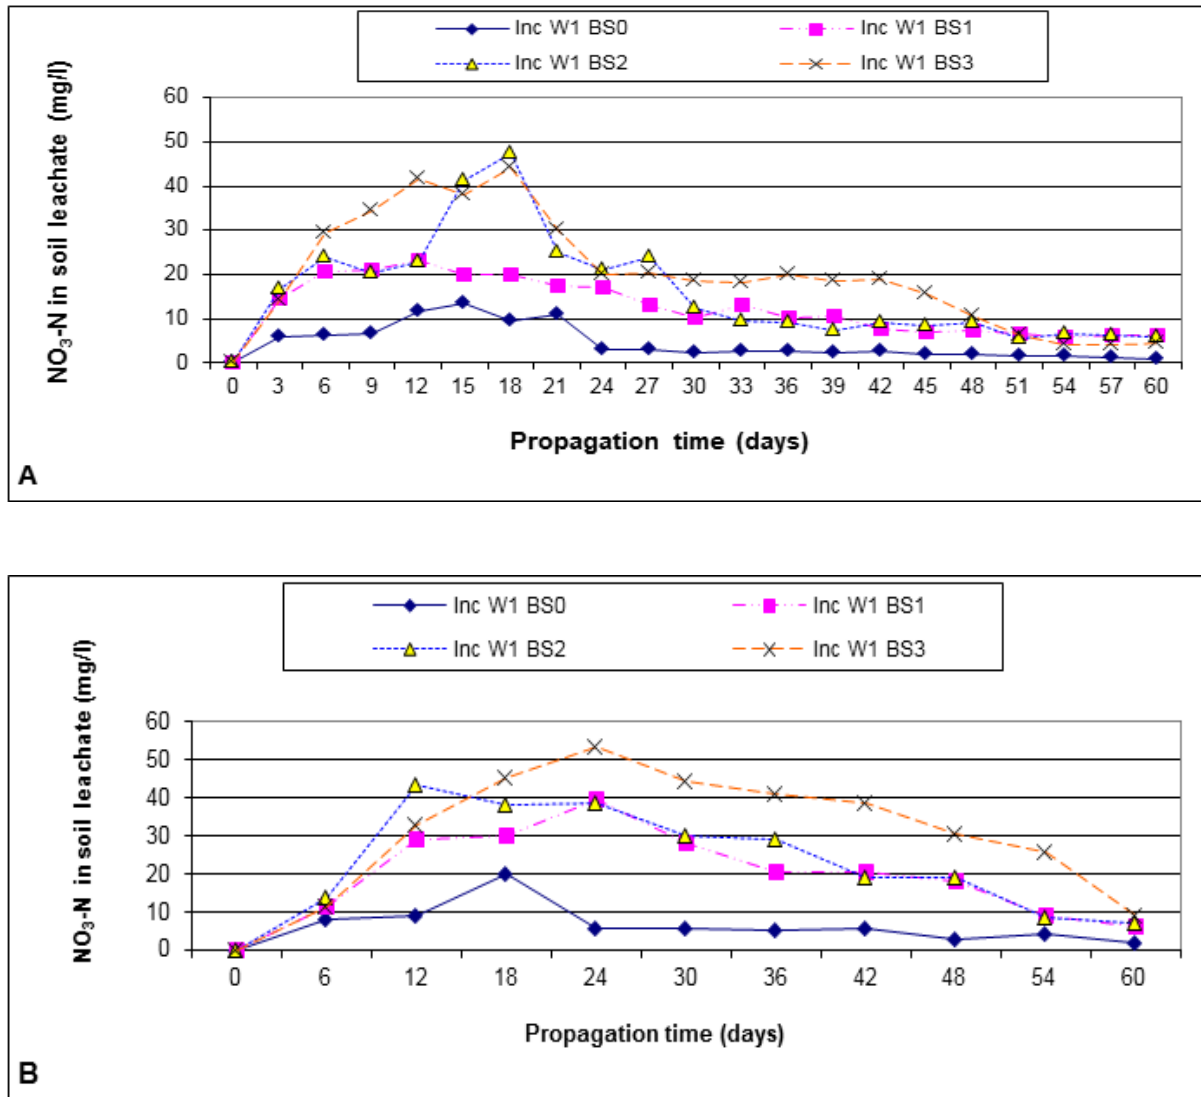 Inc W1 BS0 Inc W1 BS1
Inc W1 BS2 Inc W1 BS3
NO₃-N in soil leachate (mg/l)
60
50
40
30
20
10
0
0 3 6 9 12 15 18 21 24 27 30 33 36 39 42 45 48 51 54 57 60
Propagation time (days)
A
Inc W1 BS0 Inc W1 BS1
Inc W1 BS2 Inc W1 BS3
NO₃-N in soil leachate (mg/l)
60
50
40
30
20
10
0
0 6 12 18 24 30 36 42 48 54 60
Propagation time (days)
B